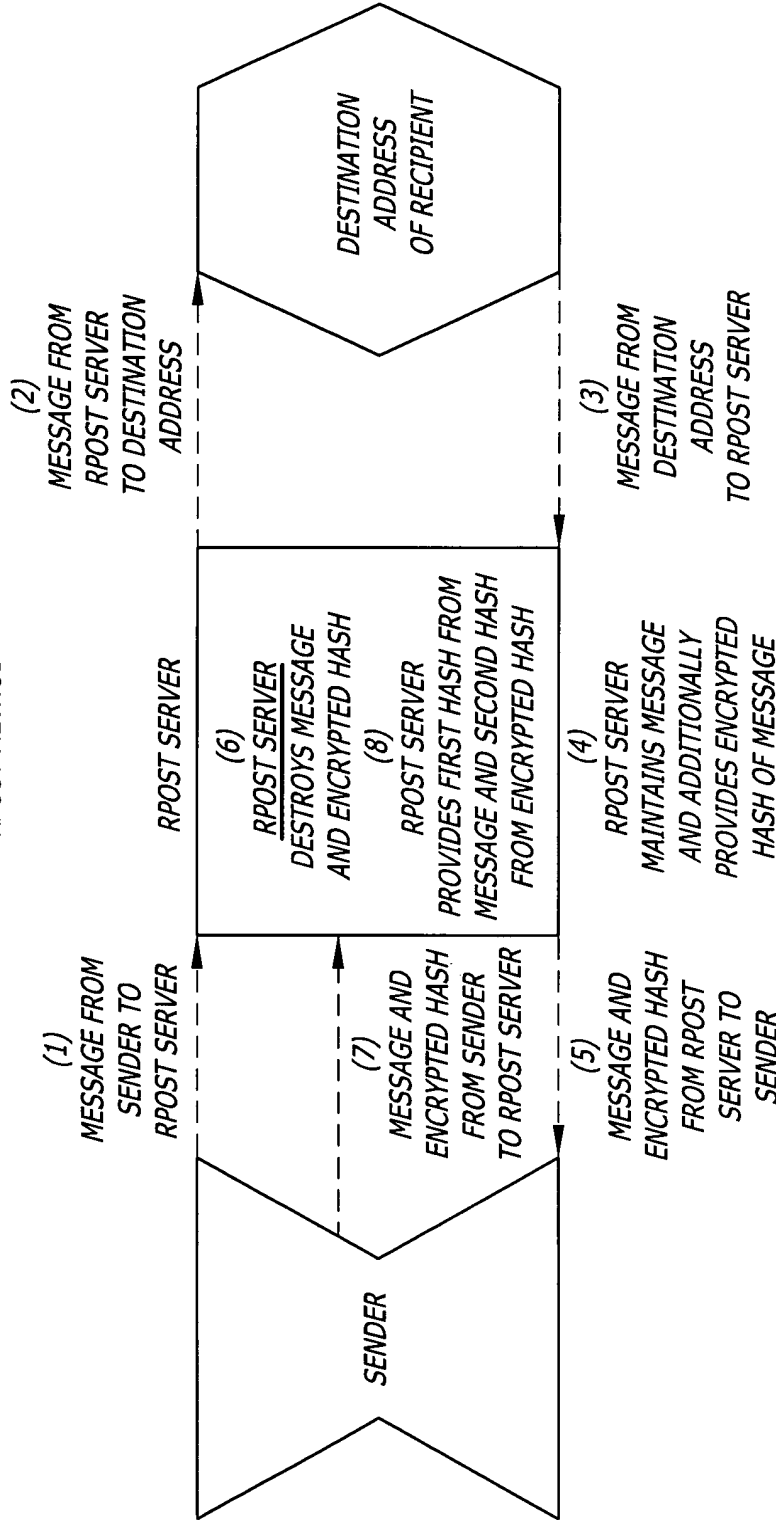 RPOST SERVER
(1)
MESSAGE FROM
SENDER TO
RPOST SERVER
(2)
MESSAGE FROM
RPOST SERVER
TO DESTINATION
ADDRESS
SENDER
(6)
RPOST SERVER
DESTROYS MESSAGE
AND ENCRYPTED HASH
(8)
RPOST SERVER
PROVIDES FIRST HASH FROM
MESSAGE AND SECOND HASH
FROM ENCRYPTED HASH
DESTINATION
ADDRESS
OF RECIPIENT
(7)
MESSAGE AND
ENCRYPTED HASH
FROM SENDER
TO RPOST SERVER
(5)
MESSAGE AND
ENCRYPTED HASH
FROM RPOST
SERVER TO
SENDER
(4)
RPOST SERVER
MAINTAINS MESSAGE
AND ADDITIONALLY
PROVIDES ENCRYPTED
HASH OF MESSAGE
(3)
MESSAGE FROM
DESTINATION
ADDRESS
TO RPOST SERVER